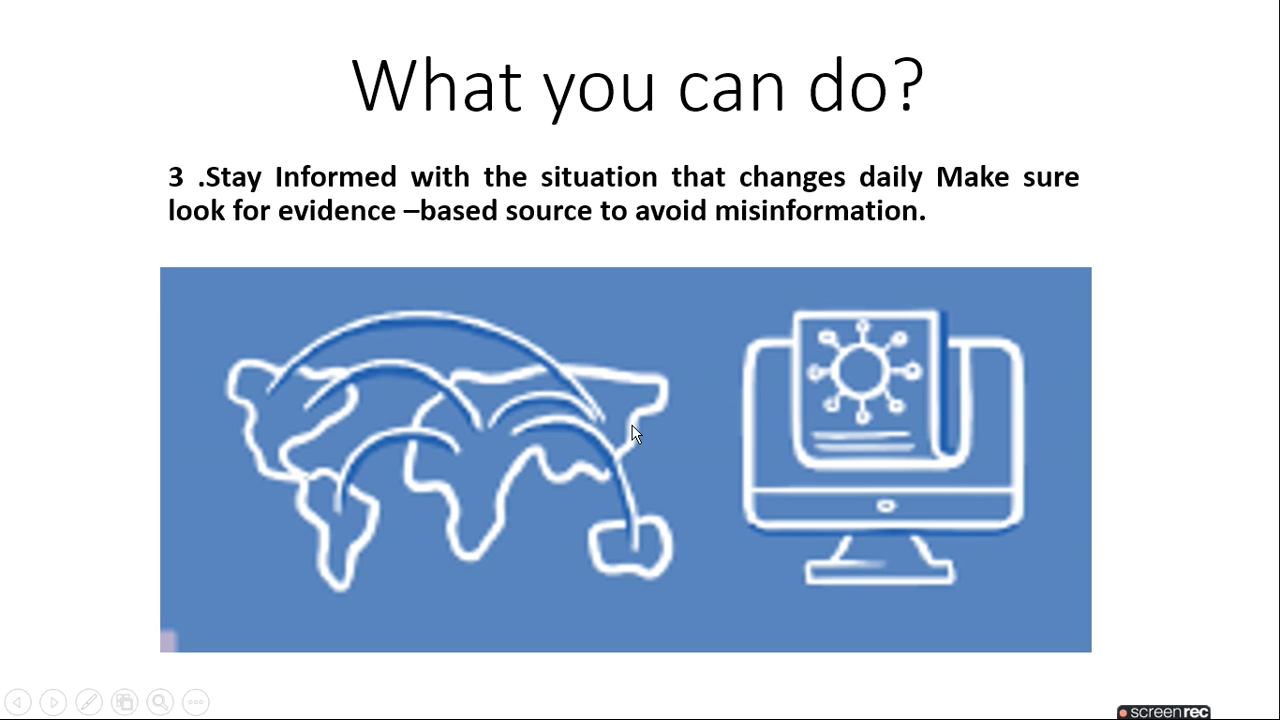 What you can do?
3 .Stay Informed with the situation that changes daily Make sure
look for evidence –based source to avoid misinformation.
screenrec